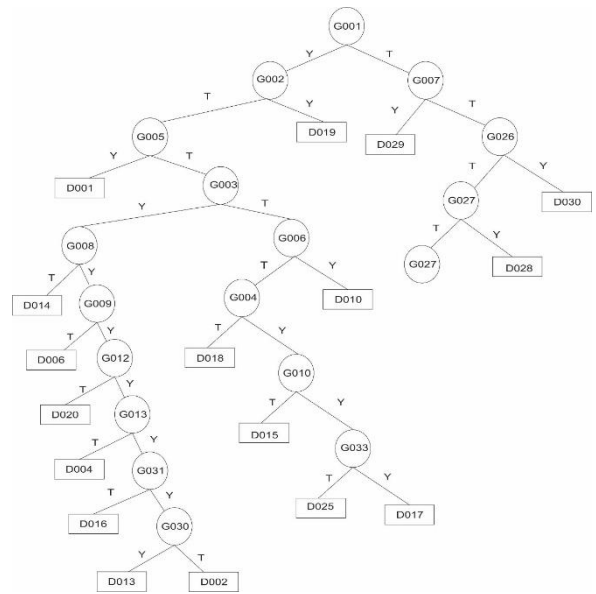 G001
Y T
G002 G007
T Y Y T
G005 D019 D029 G026
Y T T Y
D001 G003 G027 D030
Y T T Y
G008 G006 G027 D028
T Y T Y
D014 G009 G004 D010
T Y T Y
D006 G012 D018 G010
T Y T Y
D020 G013 D015 G033
T Y T Y
D004 G031 D025 D017
T Y
D016 G030
Y T
D013 D002